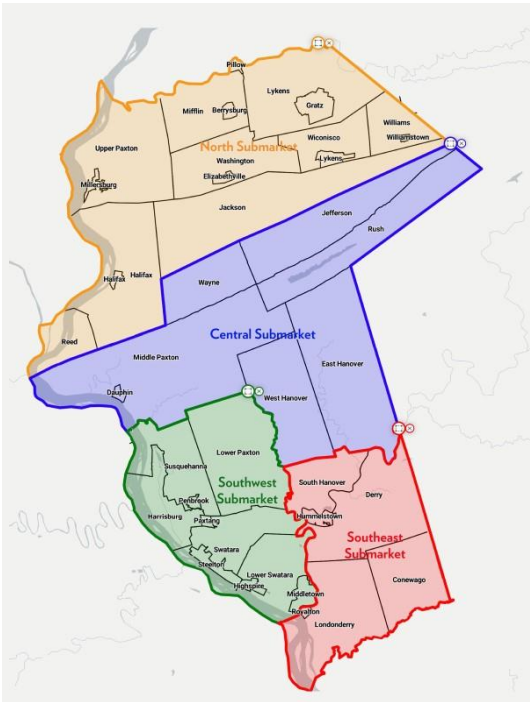 Pillow
Lykens
Gratz
Mifflin
Berrysburg
Williams
Williamstown
Wiconisco
Upper Paxton
North Submarket
Washington
Lykens
Elizabethville
Millersburg
Jackson
Jefferson
Rush
Halifax
Halifax
Wayne
Reed
Central Submarket
Middle Paxton
East Hanover
Dauphin
West Hanover
Lower Paxton
Susquehanna
Southwest
Submarket
South Hanover
Derry
Penbrook
Harrisburg
Paxtang
Hummelstown
Southeast
Submarket
Swatara
Steelton
Lower Swatara
Highspire
Conewago
Middletown
Royalton
Londonderry